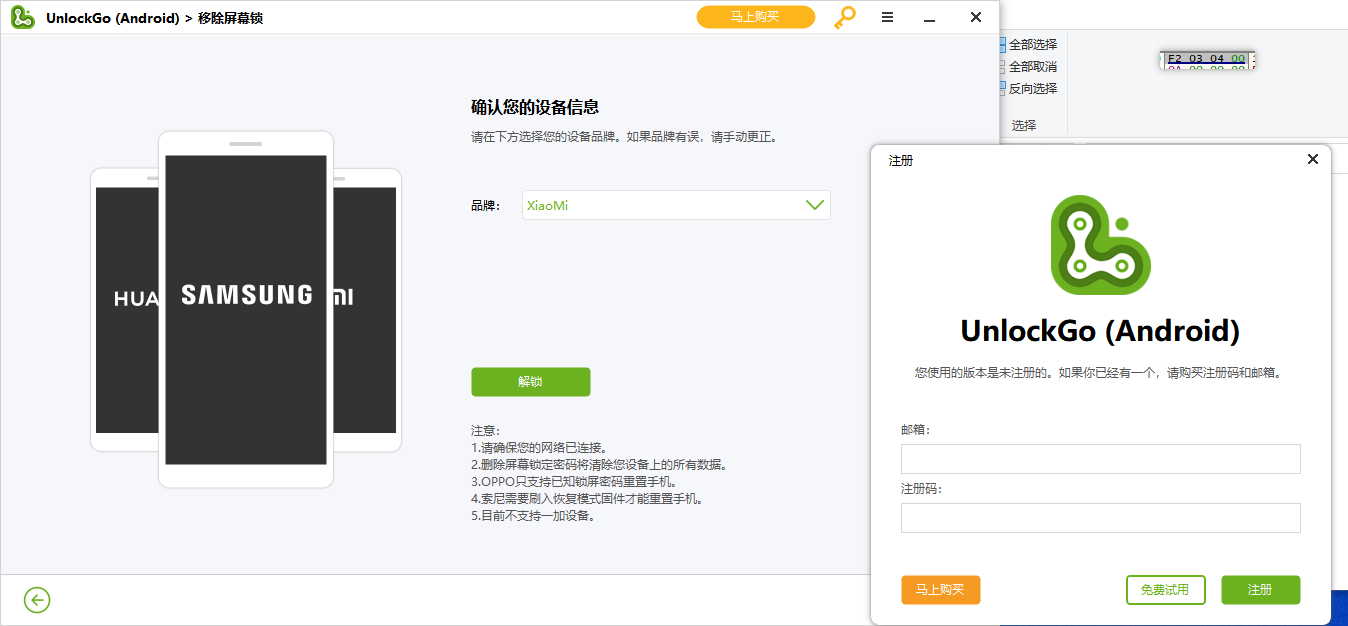 UnlockGo (Android) > 移除屏幕锁
马上购买
全部选择
全部取消
反向选择
选择
F2 03 04 00
确认您的设备信息
请在下方选择您的设备品牌。如果品牌有误，请手动更正。
品牌：
XiaoMi
HUA
SAMSUNG
MI
解锁
注意：
1.请确保您的网络已连接。
2.删除屏幕锁定密码将清除您设备上的所有数据。
3.OPPO只支持已知锁屏密码重置手机。
4.索尼需要刷入恢复模式固件才能重置手机。
5.目前不支持一加设备。
注册
UnlockGo (Android)
您使用的版本是未注册的。如果你已经有一个，请购买注册码和邮箱。
邮箱：
注册码：
马上购买
免费试用
注册